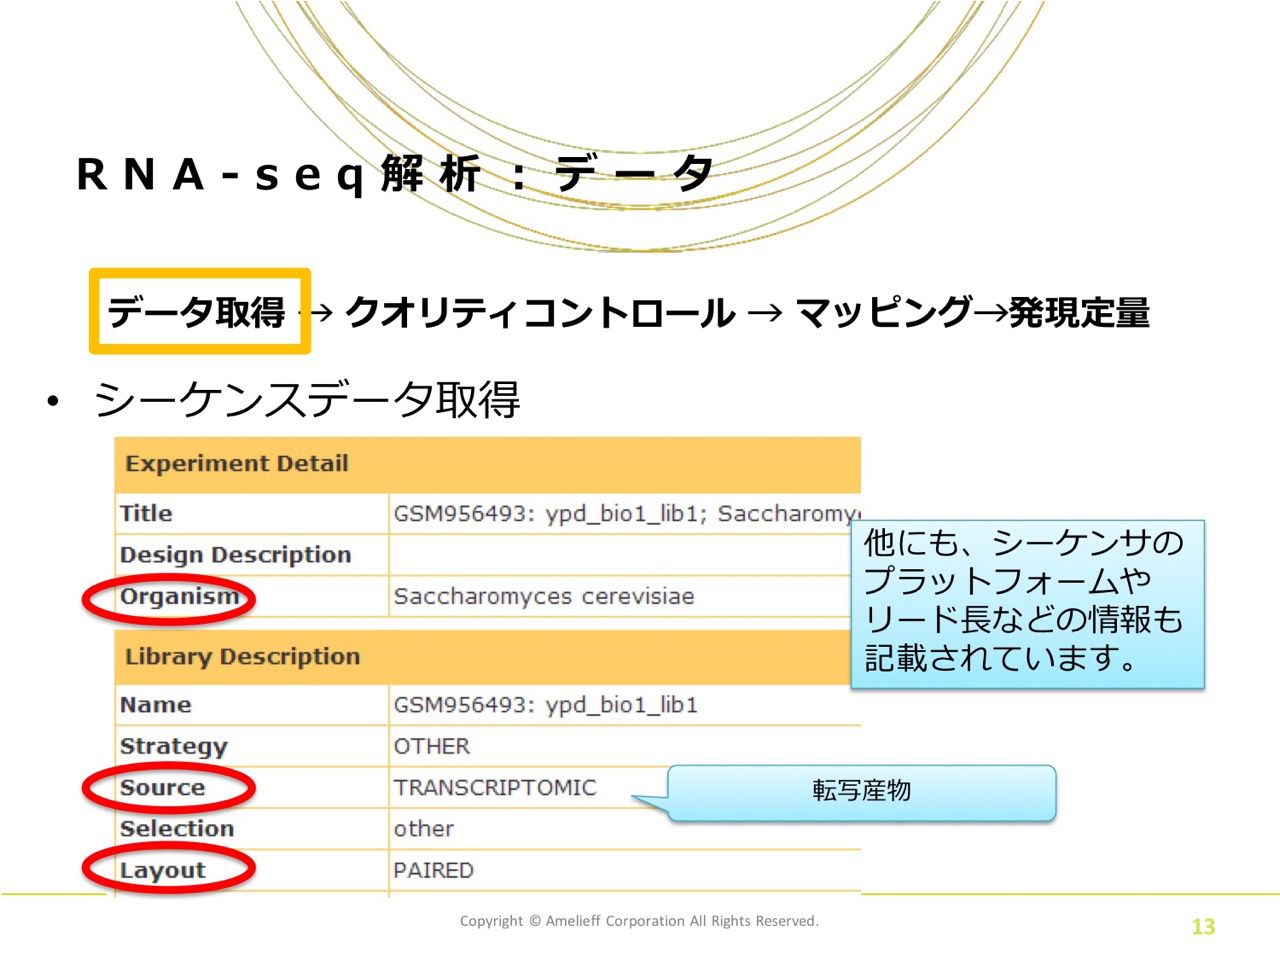 RNA-seq解析：データ
データ取得 → クオリティコントロール → マッピング→発現定量
• シーケンスデータ取得
Experiment Detail
Title GSM956493: ypd_bio1_lib1;
Design Description
Organism Saccharomyces cerevisiae
他にも、シーケンサの
プラットフォームや
リード長などの情報も
記載されています。
Library Description
Name GSM956493: ypd_bio1_lib1
Strategy OTHER
Source TRANSCRIPTOMIC
転写産物
Selection other
Layout PAIRED
Copyright © Amelieff Corporation All Rights Reserved.
13